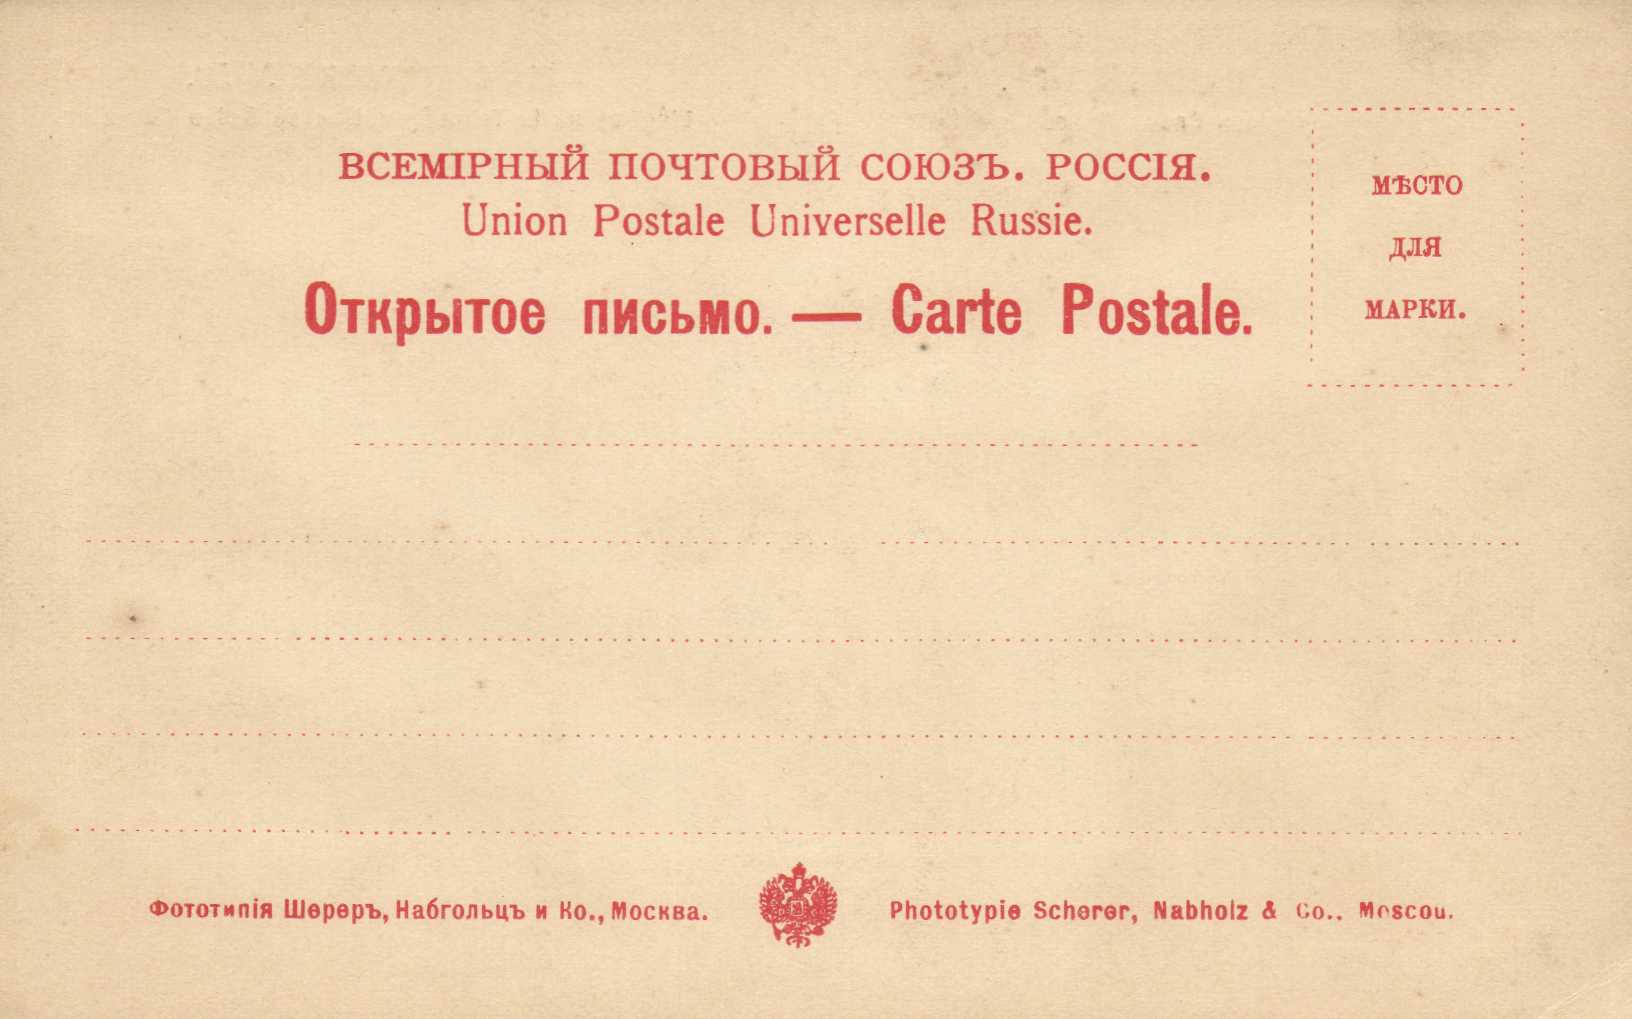 ВСЕМІРНЫЙ ПОЧТОВЫЙ СОЮЗЪ. РОССІЯ.
Union Postale Universelle Russie.
Открытое письмо. — Carte Postale.
МѢСТО
ДЛЯ
МАРКИ.
Фототипія Шереръ, Набгольцъ и Ко., Москва.
Phototypie Scherer, Nabholz & Co., Moscou.